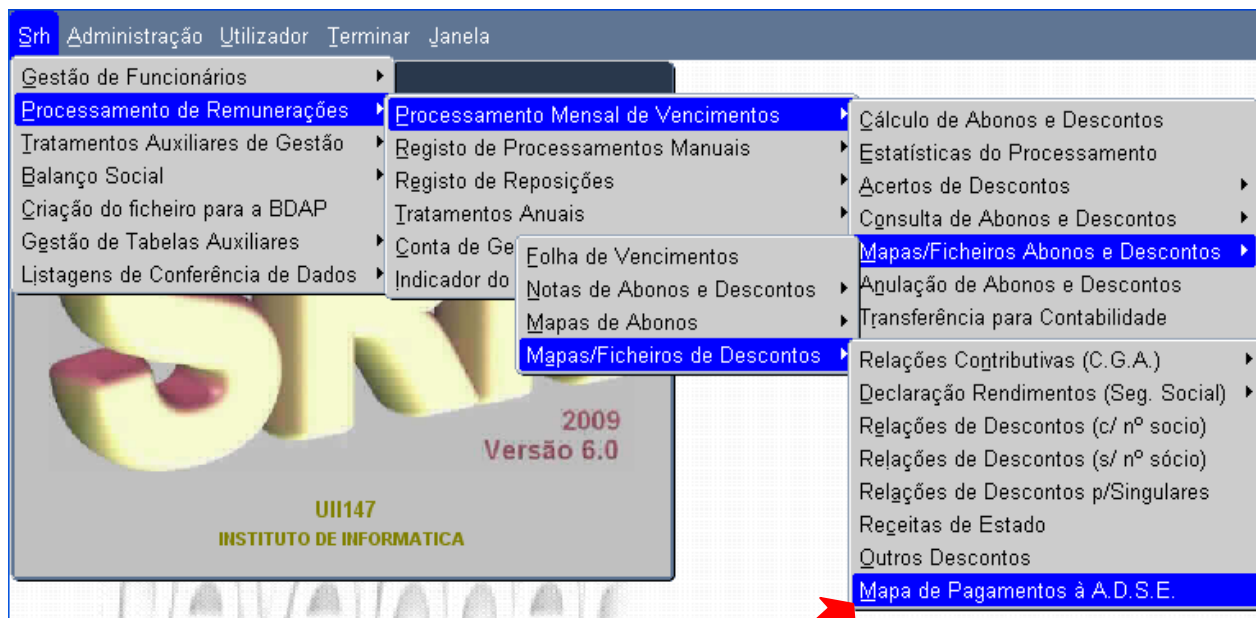 Srh Administração Utilizador Terminar Janela
Gestão de Funcionários
Processamento de Remunerações
Tratamentos Auxiliares de Gestão
Balanço Social
Criação do ficheiro para a BDAP
Gestão de Tabelas Auxiliares
Listagens de Conferência de Dados
Processamento Mensal de Vencimentos
Registo de Processamentos Manuais
Registo de Reposições
Tratamentos Anuais
Conta de Ge
Indicador do
Cálculo de Abonos e Descontos
Estatísticas do Processamento
Acertos de Descontos
Consulta de Abonos e Descontos
Mapas/Ficheiros Abonos e Descontos
Anulação de Abonos e Descontos
Transferência para Contabilidade
Folha de Vencimentos
Notas de Abonos e Descontos
Mapas de Abonos
Mapas/Ficheiros de Descontos
Relações Contributivas (C.G.A.)
Declaração Rendimentos (Seg. Social)
Relações de Descontos (c/ nº socio)
Relações de Descontos (s/ nº sócio)
Relações de Descontos p/Singulares
Receitas de Estado
Outros Descontos
Mapa de Pagamentos à A.D.S.E.
2009
Versão 6.0
UII147
INSTITUTO DE INFORMATICA